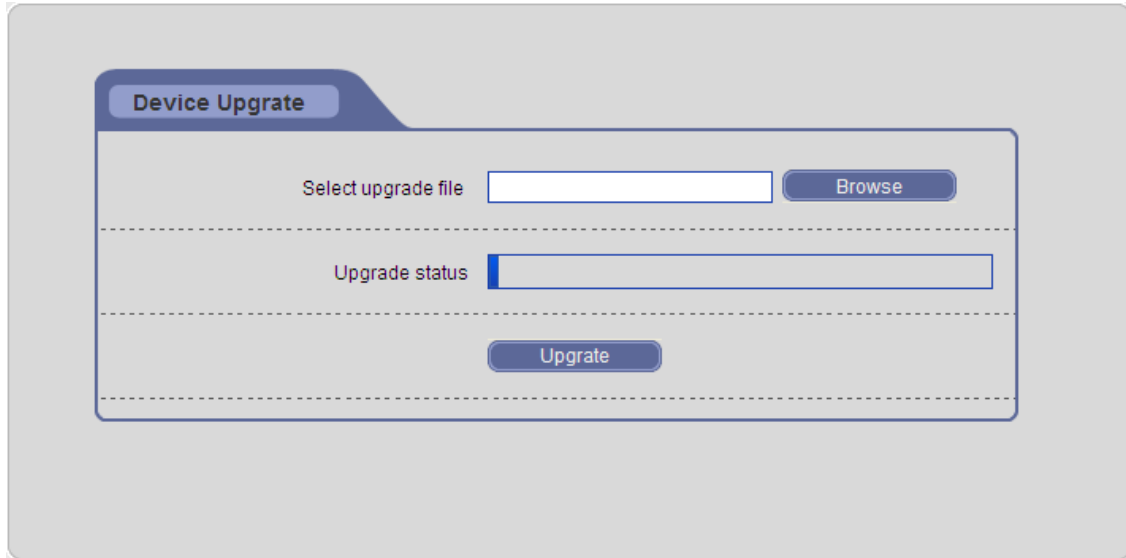 Device Upgrate
Select upgrade file
Browse
Upgrade status
Upgrate